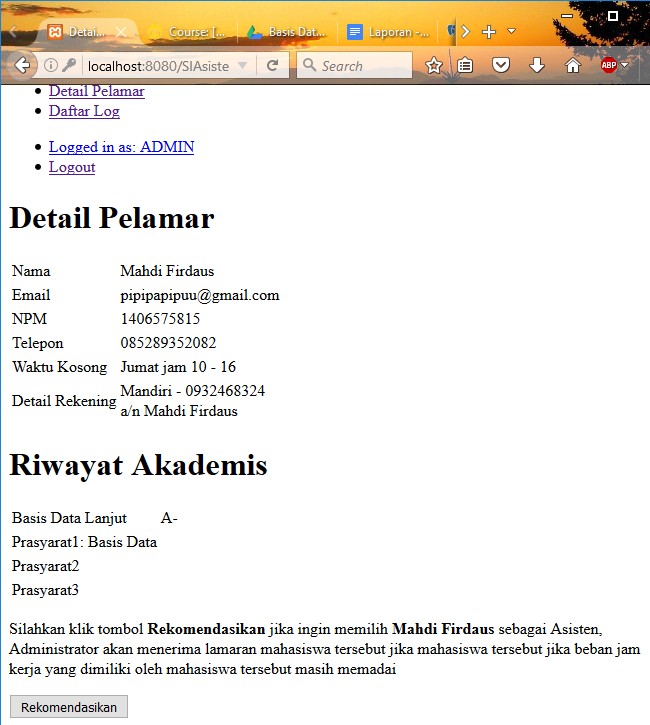 Detai...
Course: [...
Basis Dat...
Laporan -...
localhost:8080/SIAsiste
Search
ABP
Detail Pelamar
Daftar Log
Logged in as: ADMIN
Logout
Detail Pelamar
Nama Mahdi Firdaus
Email pipipapipuu@gmail.com
NPM 1406575815
Telepon 085289352082
Waktu Kosong Jumat jam 10 - 16
Detail Rekening Mandiri - 0932468324
a/n Mahdi Firdaus
Riwayat Akademis
Basis Data Lanjut A-
Prasyarat1: Basis Data
Prasyarat2
Prasyarat3
Silahkan klik tombol Rekomendasikan jika ingin memilih Mahdi Firdaus sebagai Asisten,
Administrator akan menerima lamaran mahasiswa tersebut jika mahasiswa tersebut jika beban jam
kerja yang dimiliki oleh mahasiswa tersebut masih memadai
Rekomendasikan